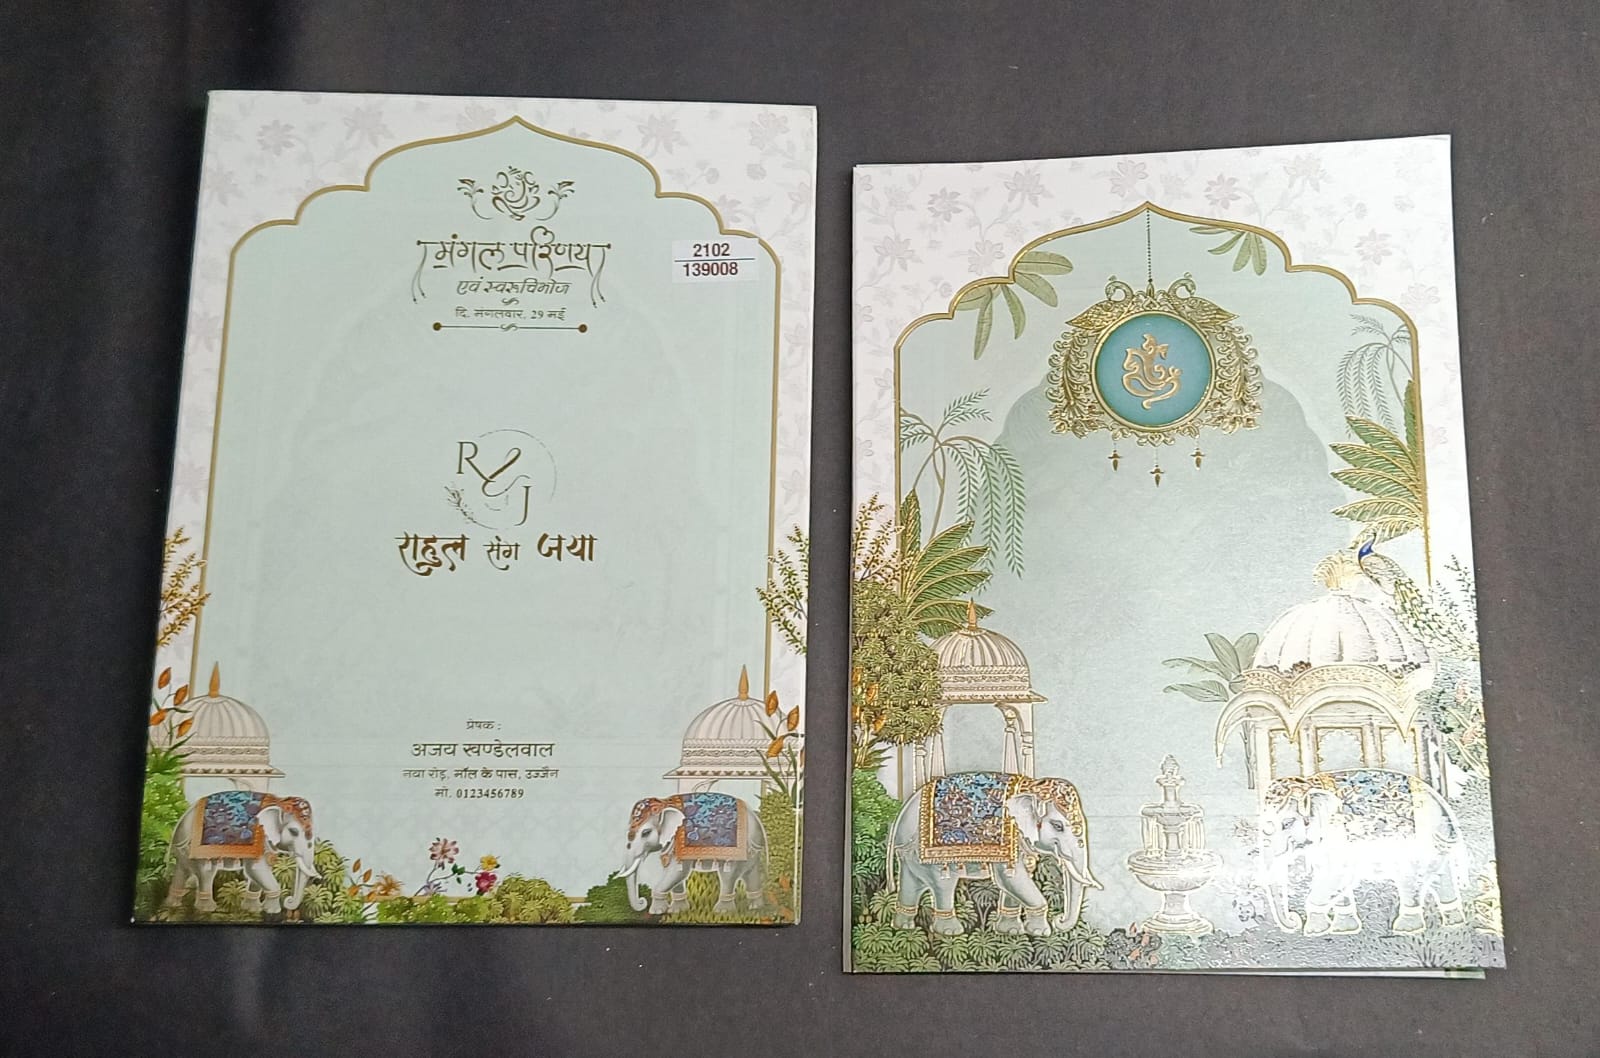 मंगल परिणय
एवं स्वरूचिभोज
दि. मंगलवार, 29 मई
2102
139008
R
J
राहुल संग जया
प्रेषक :
अजय खण्डेलवाल
नया रोड़, मॉल के पास, उज्जैन
मो. 0123456789